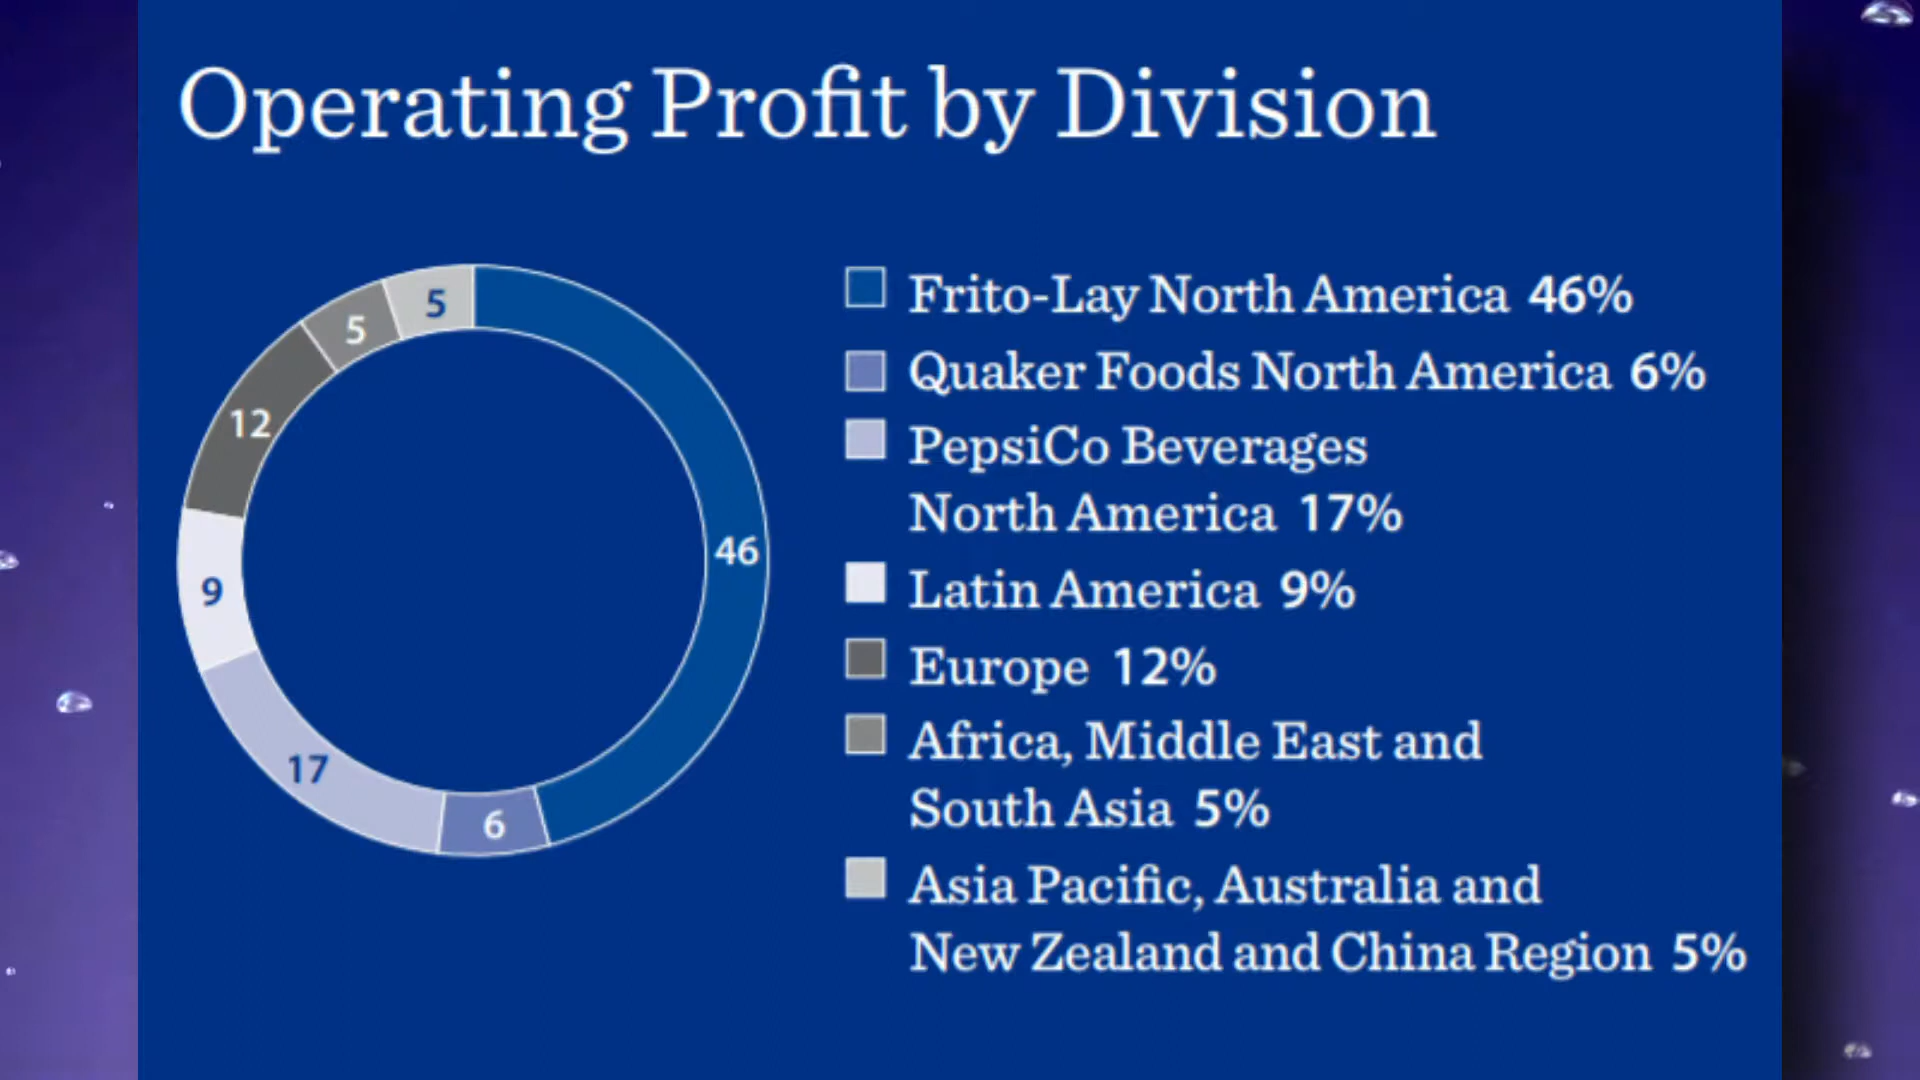 Operating Profit by Division
5
5
12
9
17
6
46
Frito-Lay North America 46%
Quaker Foods North America 6%
PepsiCo Beverages
North America 17%
Latin America 9%
Europe 12%
Africa, Middle East and
South Asia 5%
Asia Pacific, Australia and
New Zealand and China Region 5%